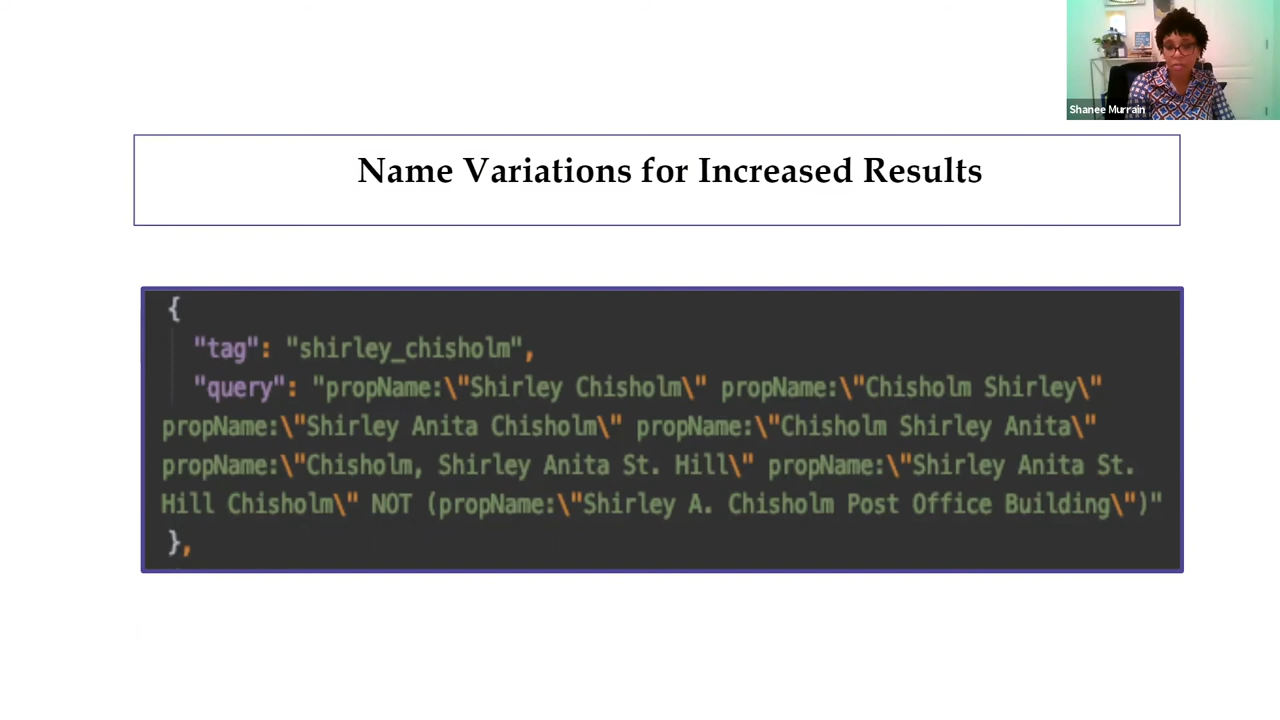 Shanee Murrain
Name Variations for Increased Results
{
"tag": "shirley_chisholm",
"query": "propName:\"Shirley Chisholm\" propName:\"Chisholm Shirley\"
propName:\"Shirley Anita Chisholm\" propName:\"Chisholm Shirley Anita\"
propName:\"Chisholm, Shirley Anita St. Hill\" propName:\"Shirley Anita St.
Hill Chisholm\" NOT (propName:\"Shirley A. Chisholm Post Office Building\")"
},